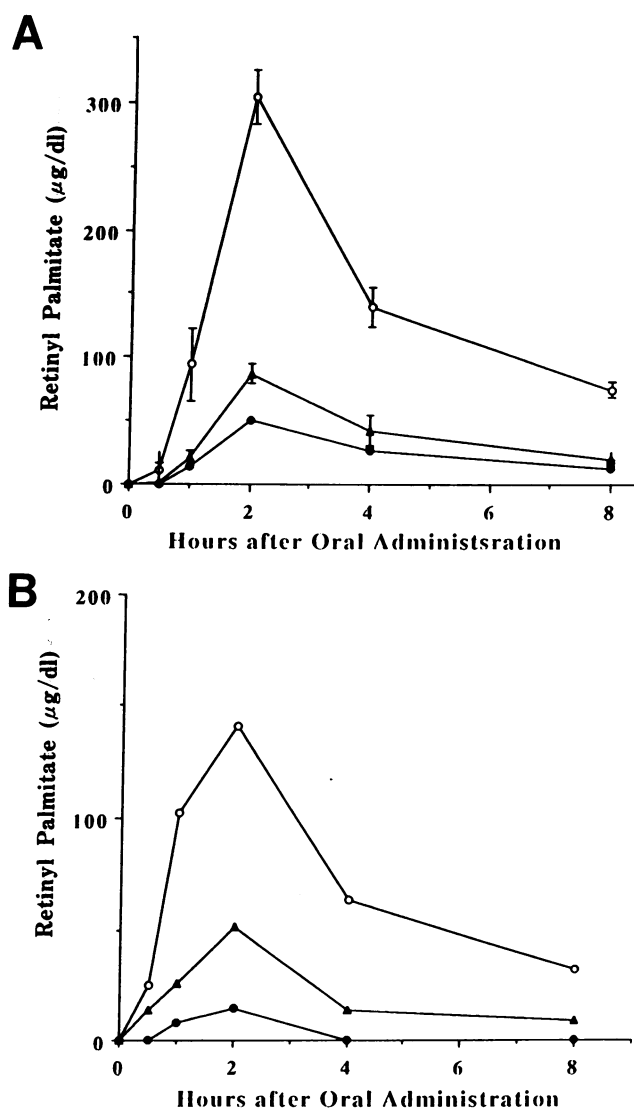 A
Retinyl Palmitate (µg/dl)
300
200
100
0
0 2 4 6 8
Hours after Oral Administsration
B
Retinyl Palmitate (µg/dl)
200
100
0
0 2 4 6 8
Hours after Oral Administration